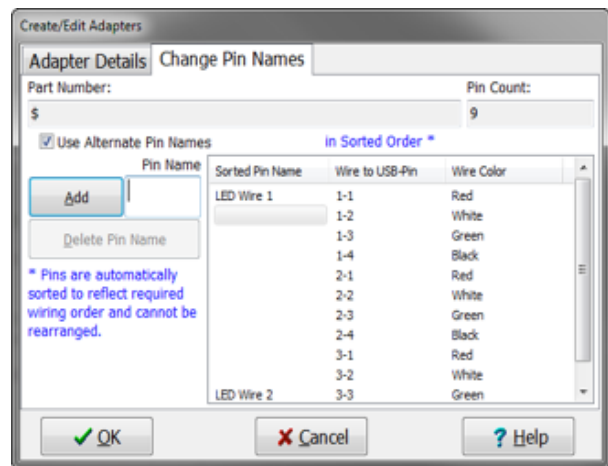 Create/Edit Adapters
Adapter Details Change Pin Names
Part Number: Pin Count:
$ 9
Use Alternate Pin Names in Sorted Order *
Pin Name Sorted Pin Name Wire to USB-Pin Wire Color
Add LED Wire 1 1-1 Red
1-2 White
Delete Pin Name 1-3 Green
1-4 Black
* Pins are automatically 2-1 Red
sorted to reflect required 2-2 White
wiring order and cannot be 2-3 Green
rearranged. 2-4 Black
3-1 Red
3-2 White
LED Wire 2 3-3 Green
OK Cancel ? Help